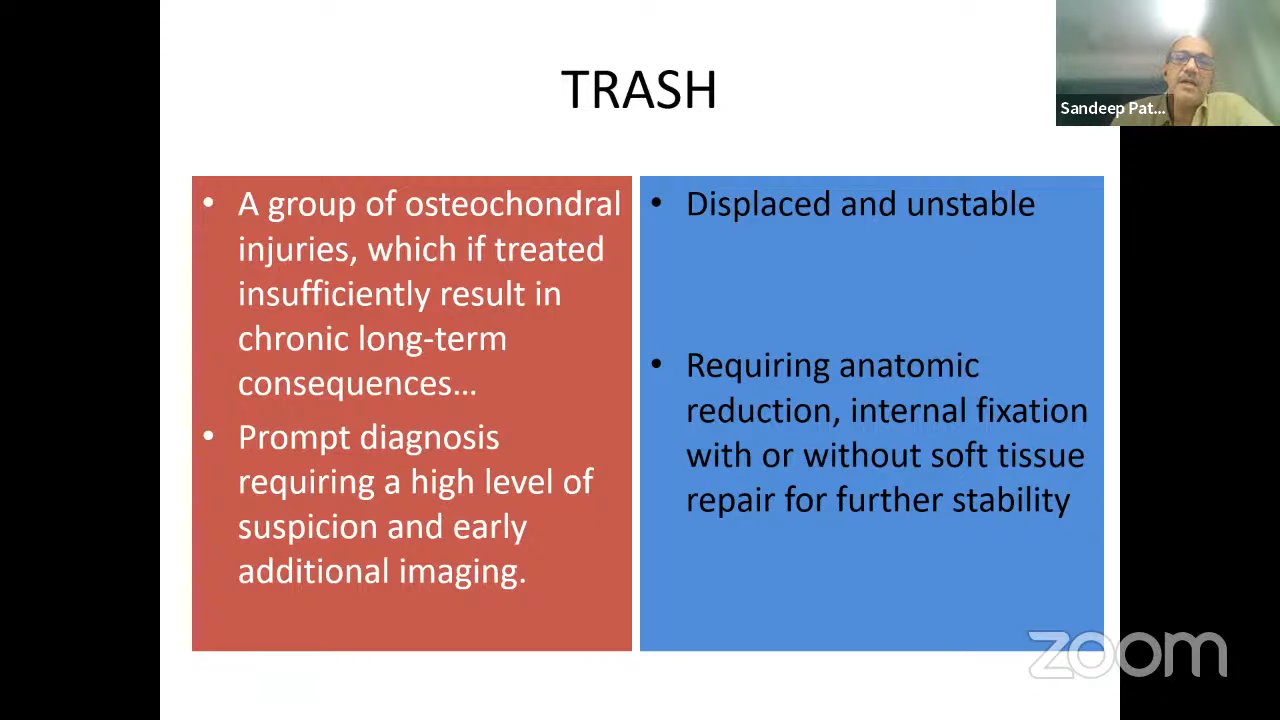 TRASH
Sandeep Pat...
• A group of osteochondral
injuries, which if treated
insufficiently result in
chronic long-term
consequences...
• Prompt diagnosis
requiring a high level of
suspicion and early
additional imaging.
• Displaced and unstable
• Requiring anatomic
reduction, internal fixation
with or without soft tissue
repair for further stability
zoom